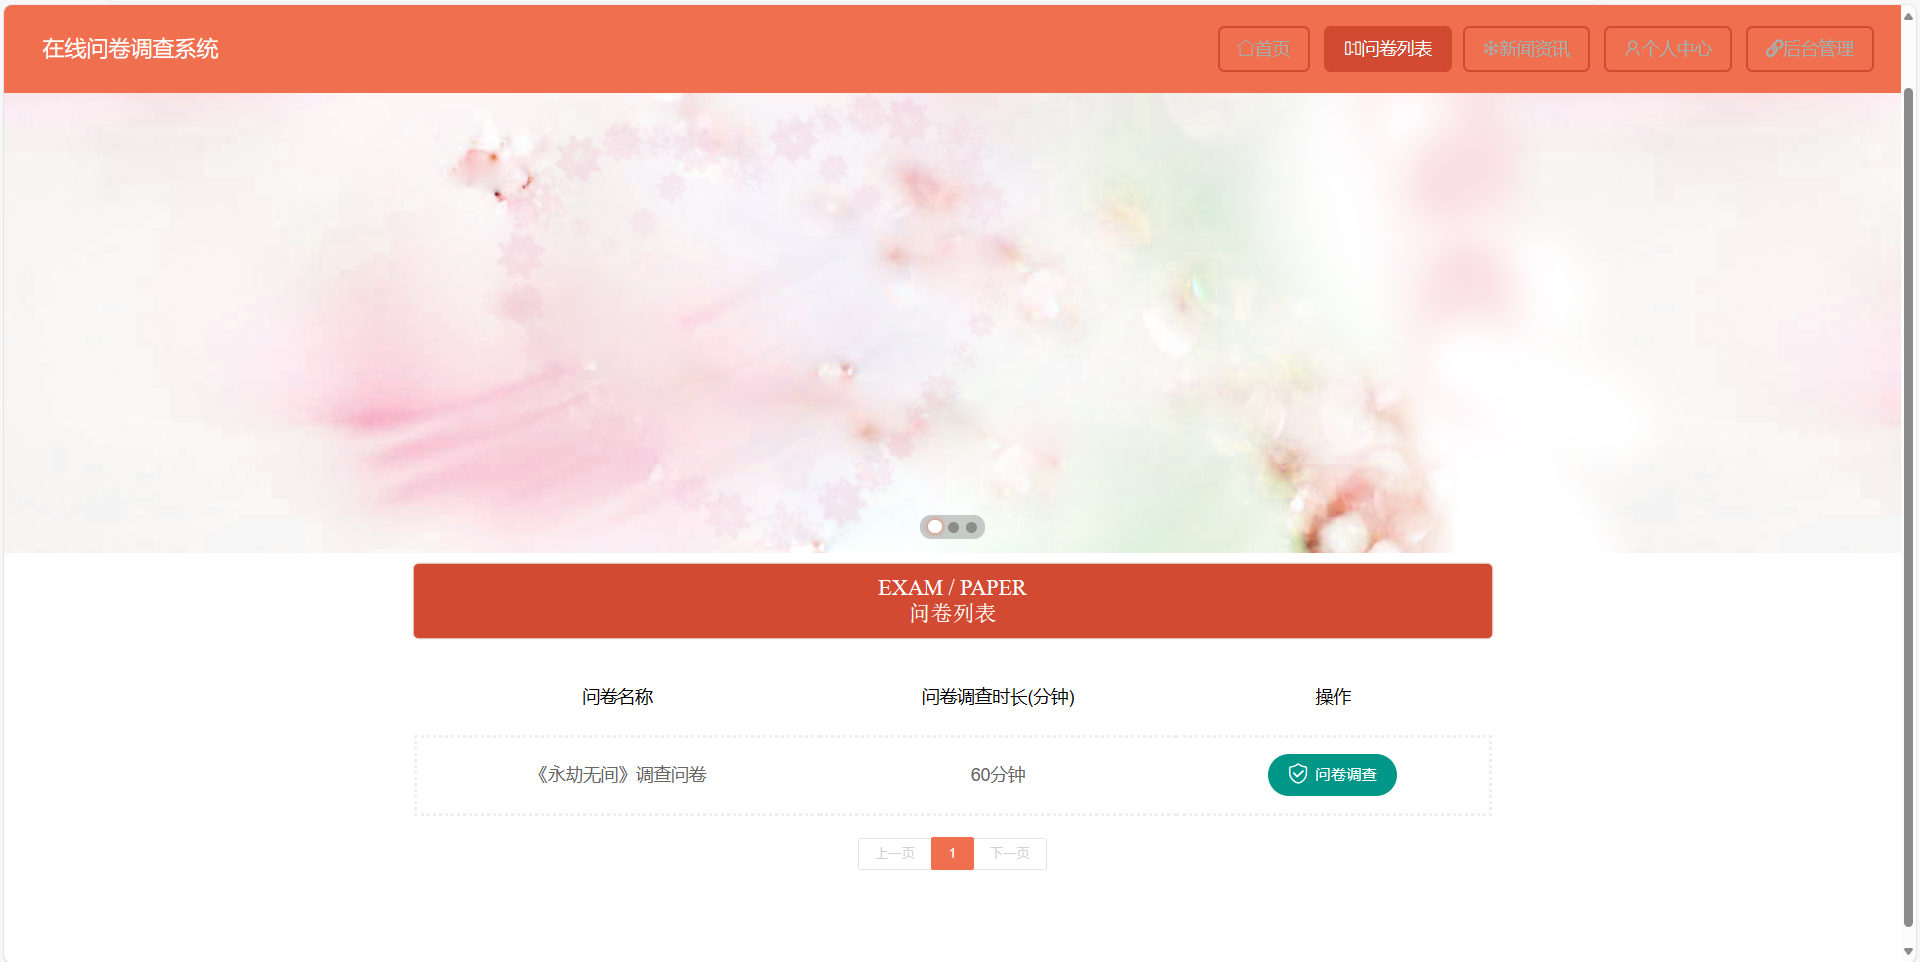 在线问卷调查系统
首页
问卷列表
新闻资讯
个人中心
后台管理
EXAM / PAPER
问卷列表
问卷名称 问卷调查时长(分钟) 操作
《永劫无间》调查问卷 60分钟 问卷调查
上一页 1 下一页